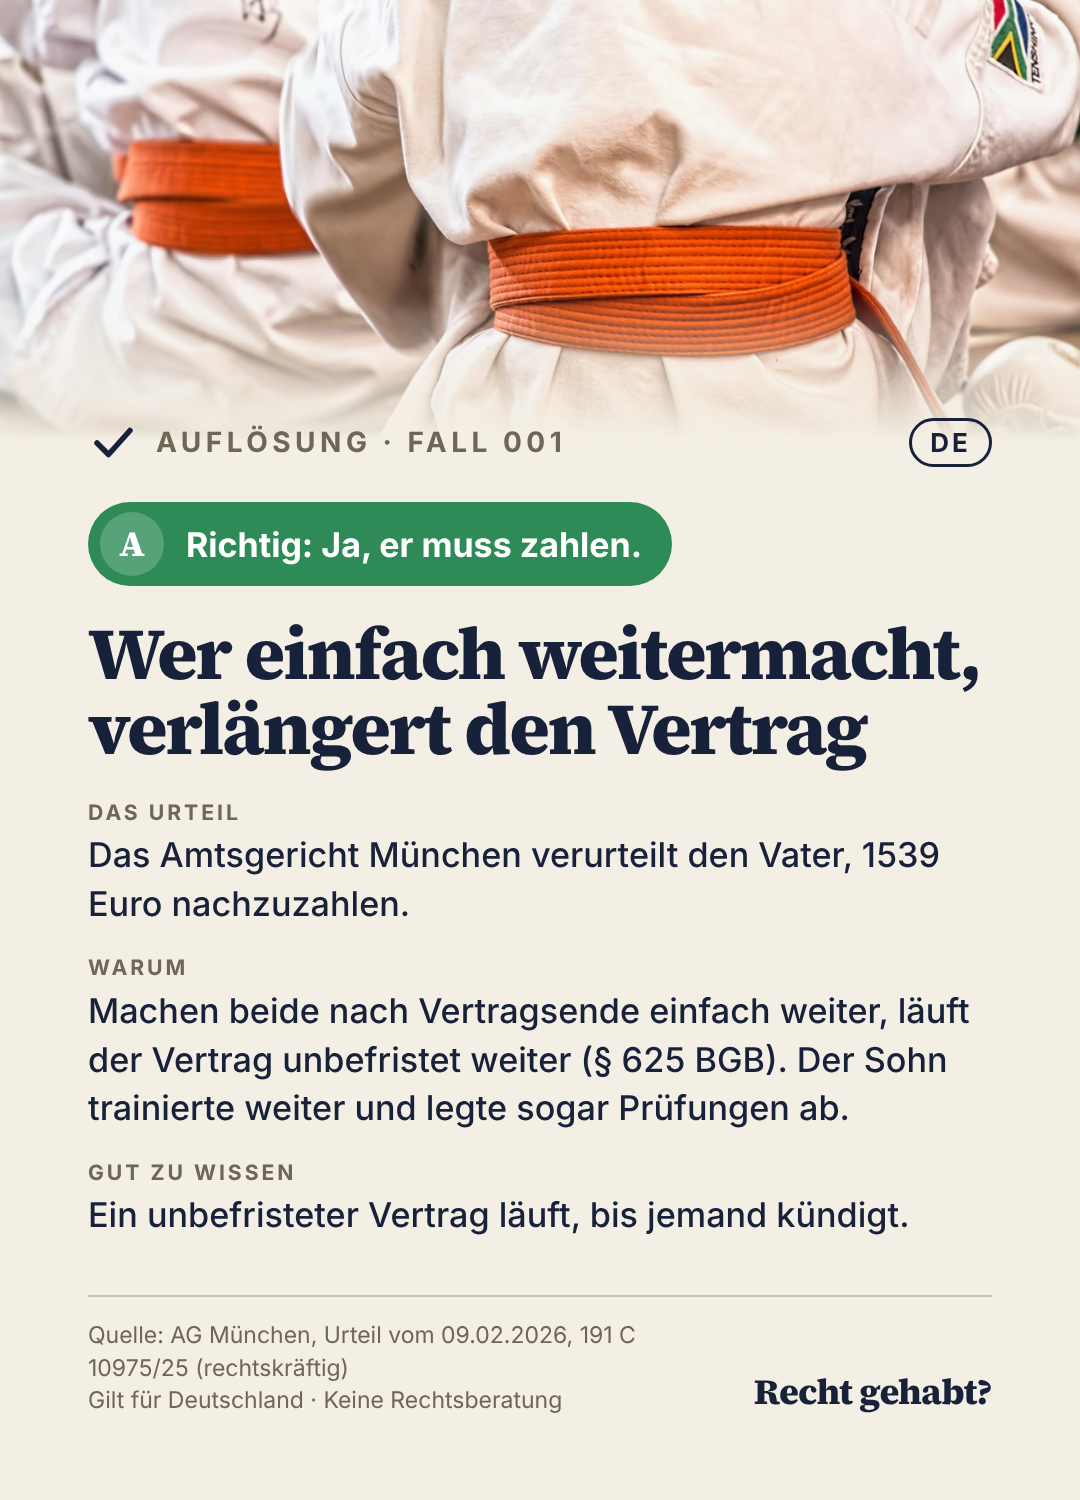 TENSHIN
AUFLÖSUNG · FALL 001
DE
A
Richtig: Ja, er muss zahlen.
Wer einfach weitermacht,
verlängert den Vertrag
DAS URTEIL
Das Amtsgericht München verurteilt den Vater, 1539
Euro nachzuzahlen.
WARUM
Machen beide nach Vertragsende einfach weiter, läuft
der Vertrag unbefristet weiter (§ 625 BGB). Der Sohn
trainierte weiter und legte sogar Prüfungen ab.
GUT ZU WISSEN
Ein unbefristeter Vertrag läuft, bis jemand kündigt.
Quelle: AG München, Urteil vom 09.02.2026, 191 C
10975/25 (rechtskräftig)
Gilt für Deutschland · Keine Rechtsberatung
Recht gehabt?